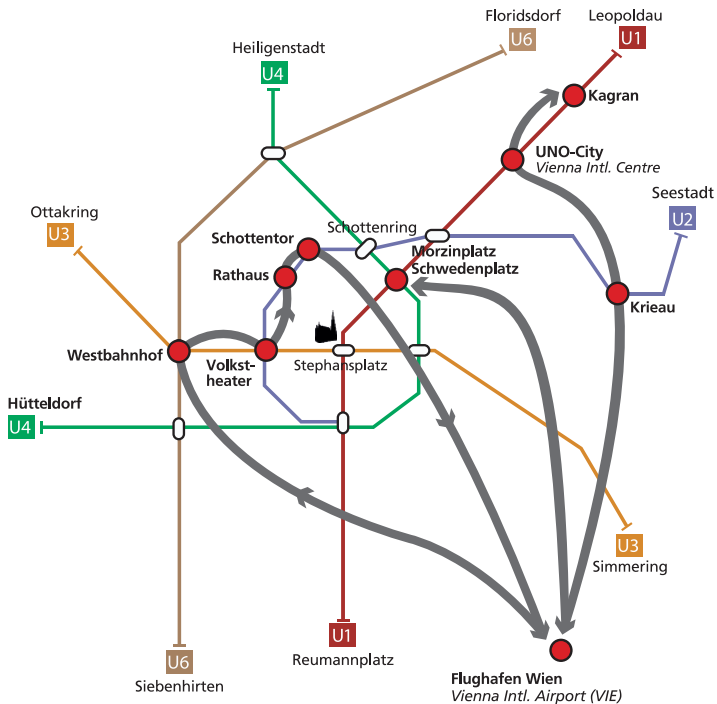 Floridsdorf
U6
Leopoldau
U1
Heiligenstadt
U4
Kagran
UNO-City
Vienna Intl. Centre
Seestadt
U2
Ottakring
U3
Schottenring
Schottentor
Morzinplatz
Schwedenplatz
Rathaus
Krieau
Westbahnhof
Volkst-
heater
Stephansplatz
Hütteldorf
U4
U3
Simmering
U1
Reumannplatz
U6
Siebenhirten
Flughafen Wien
Vienna Intl. Airport (VIE)